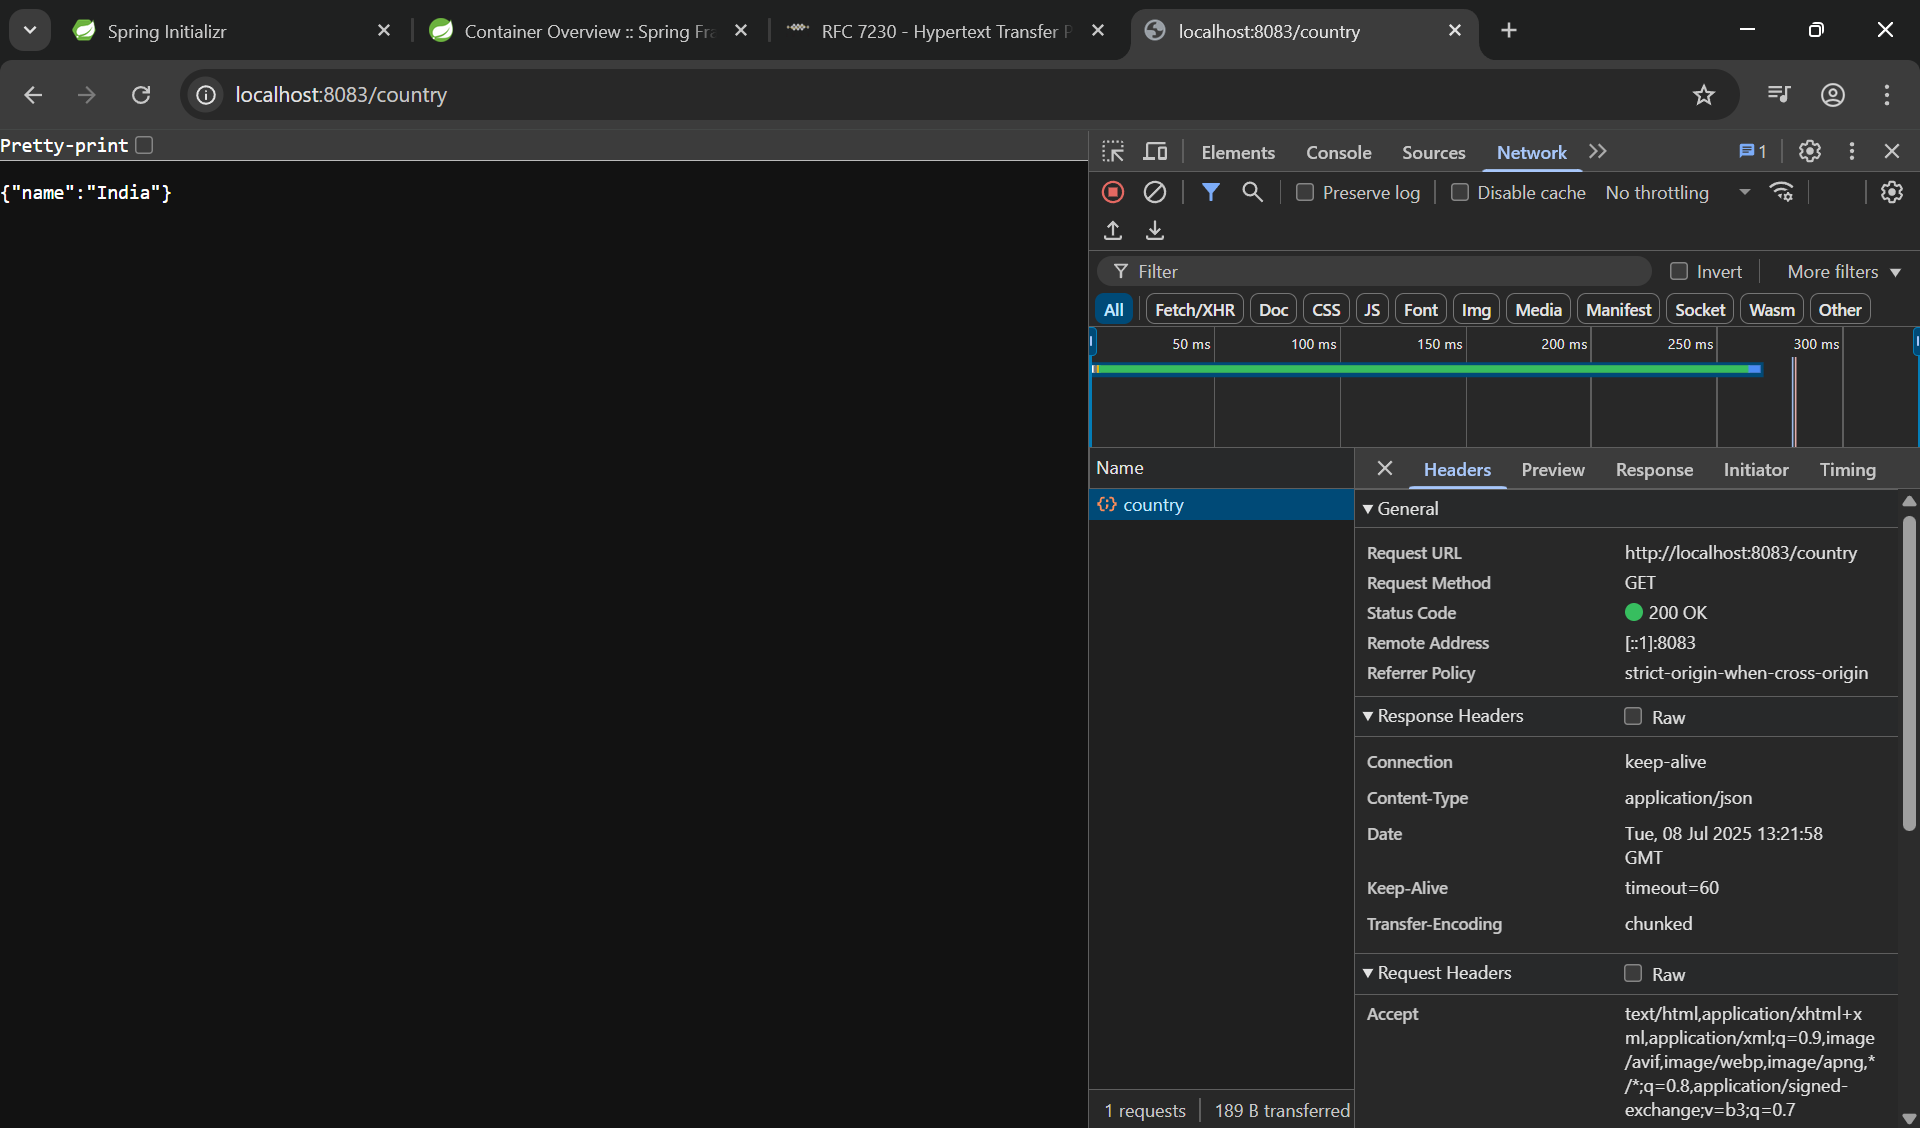 Spring Initializr
Container Overview :: Spring Fra
RFC 7230 - Hypertext Transfer P
localhost:8083/country
localhost:8083/country
Pretty-print
{"name":"India"}
Elements Console Sources Network 1
Preserve log Disable cache No throttling
Filter Invert More filters
All Fetch/XHR Doc CSS JS Font Img Media Manifest Socket Wasm Other
50 ms 100 ms 150 ms 200 ms 250 ms 300 ms
Name
country
Headers Preview Response Initiator Timing
General
Request URL http://localhost:8083/country
Request Method GET
Status Code 200 OK
Remote Address [::1]:8083
Referrer Policy strict-origin-when-cross-origin
Response Headers Raw
Connection keep-alive
Content-Type application/json
Date Tue, 08 Jul 2025 13:21:58
GMT
Keep-Alive timeout=60
Transfer-Encoding chunked
Request Headers Raw
Accept text/html,application/xhtml+x
ml,application/xml;q=0.9,image
/avif,image/webp,image/apng,*
/*;q=0.8,application/signed-
exchange;v=b3;q=0.7
1 requests 189 B transferred